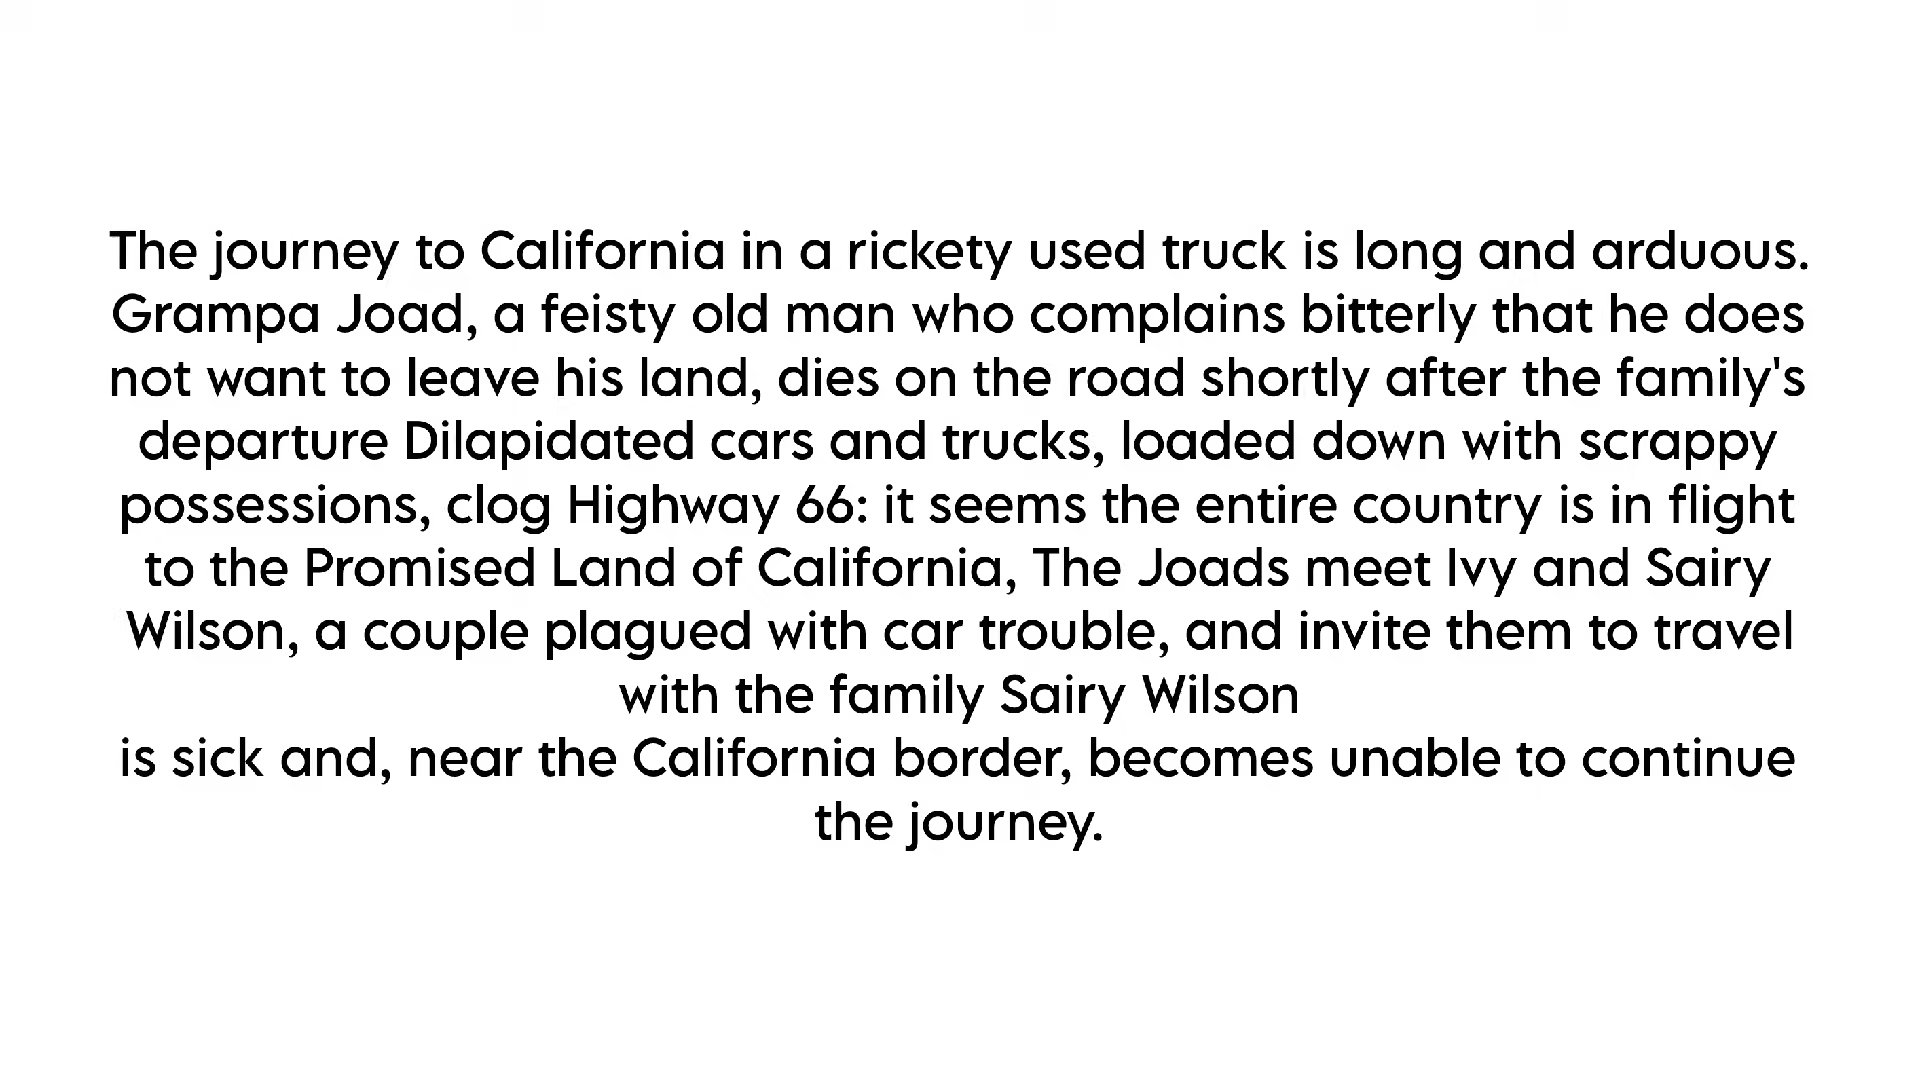 The journey to California in a rickety used truck is long and arduous.
Grampa Joad, a feisty old man who complains bitterly that he does
not want to leave his land, dies on the road shortly after the family's
departure Dilapidated cars and trucks, loaded down with scrappy
possessions, clog Highway 66: it seems the entire country is in flight
to the Promised Land of California, The Joads meet Ivy and Sairy
Wilson, a couple plagued with car trouble, and invite them to travel
with the family Sairy Wilson
is sick and, near the California border, becomes unable to continue
the journey.